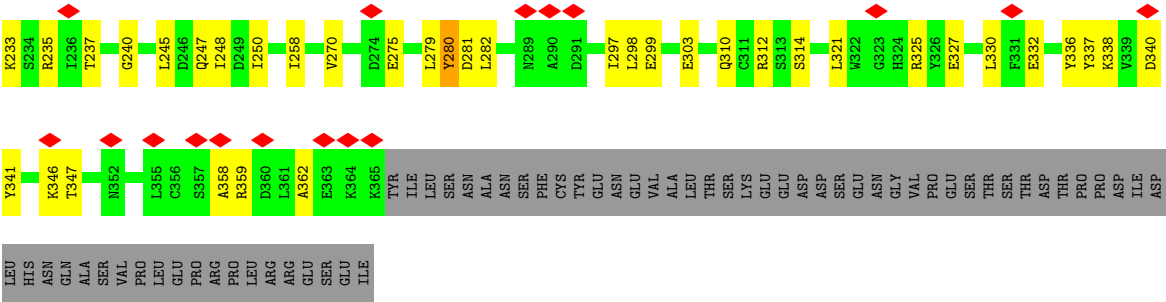 K233 S234 R235 I236 T237 G240 L245 D246 Q247 I248 D249 I250 I258 V270 D274 E275 L279 Y280 D281 L282 N289 A290 D291 I297 L298 E299 E303 Q310 C311 R312 S313 S314 L321 W322 G323 H324 R325 Y326 E327 L330 F331 E332 Y336 Y337 K338 V339 D340
Y341 K346 T347 N352 L355 C356 S357 A358 R359 D360 L361 A362 E363 K364 K365 TYR ILE LEU SER ASN ALA ASN SER PHE CYS TYR GLU ASN GLU VAL ALA LEU THR SER LYS GLU GLU ASP ASP SER GLU ASN GLY VAL PRO GLU SER THR SER THR ASP THR PRO PRO ASP ILE ASP
LEU HIS ASN GLN ALA SER VAL PRO LEU GLU PRO ARG PRO LEU ARG ARG GLU SER GLU ILE